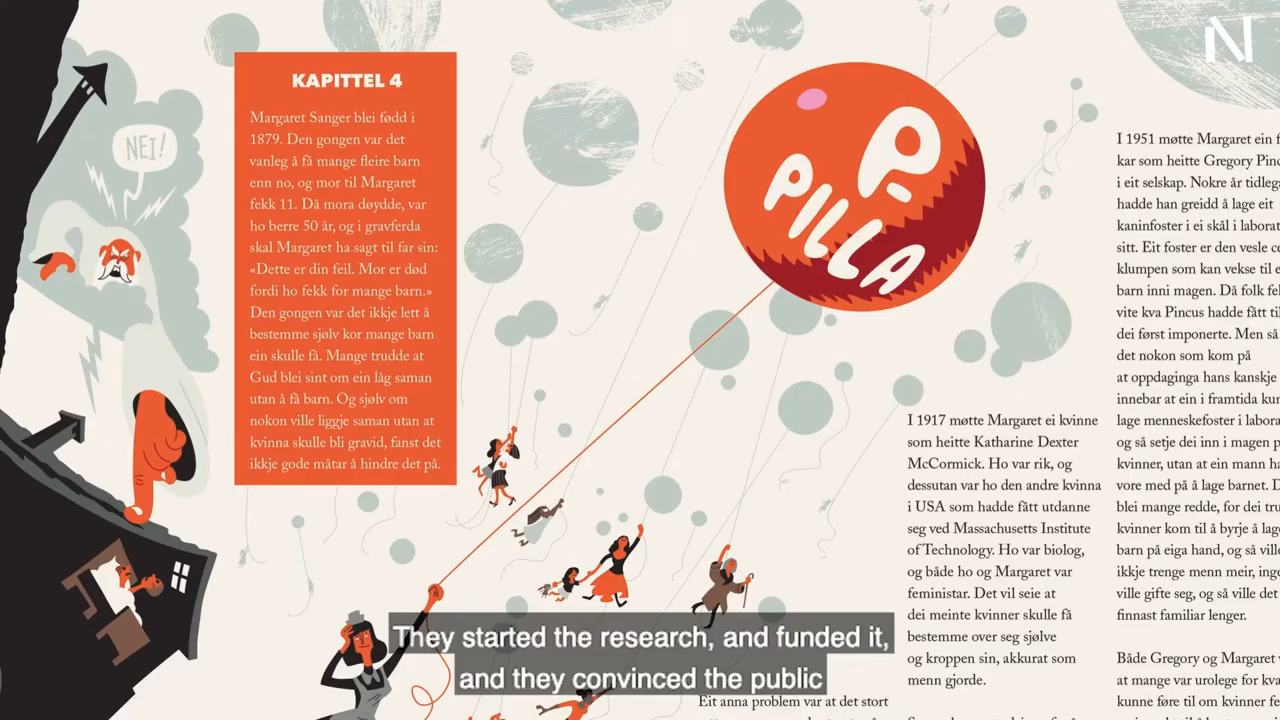 N
KAPITTEL 4
Margaret Sanger blei fødd i
1879. Den gongen var det
vanleg å få mange fleire barn
enn no, og mor til Margaret
fekk 11. Då mora døydde, var
ho berre 50 år, og i gravferda
skal Margaret ha sagt til far sin:
«Dette er din feil. Mor er død
fordi ho fekk for mange barn.»
Den gongen var det ikkje lett å
bestemme sjølv kor mange barn
ein skulle få. Mange trudde at
Gud blei sint om ein låg saman
utan å få barn. Og sjølv om
nokon ville liggje saman utan at
kvinna skulle bli gravid, fanst det
ikkje gode måtar å hindre det på.
NEI!
P-
PILLA
I 1917 møtte Margaret ei kvinne
som heitte Katharine Dexter
McCormick. Ho var rik, og
dessutan var ho den andre kvinna
i USA som hadde fått utdanne
seg ved Massachusetts Institute
of Technology. Ho var biolog,
og både ho og Margaret var
feministar. Det vil seie at
dei meinte kvinner skulle få
bestemme over seg sjølve
og kroppen sin, akkurat som
menn gjorde.
I 1951 møtte Margaret ein
kar som heitte Gregory
i eit selskap. Nokre år
hadde han greidd å lage eit
kaninfoster i ei skål i
sitt. Eit foster er den vesle
klumpen som kan vekse til
barn inni magen. Då folk
vite kva Pincus hadde fått
dei først imponerte. Men så
det nokon som kom på
at oppdaginga hans kanskje
innebar at ein i framtida
lage menneskefoster i
og så setje dei inn i magen
kvinner, utan at ein mann
vore med på å lage barnet.
blei mange redde, for dei
kvinner kom til å byrje å
barn på eiga hand, og så
ikkje trenge menn meir,
ville gifte seg, og så ville det
finnast familiar lenger.
Både Gregory og Margaret
at mange var urolege for
kunne føre til om kvinner
Eit anna problem var at det stort
They started the research, and funded it,
and they convinced the public